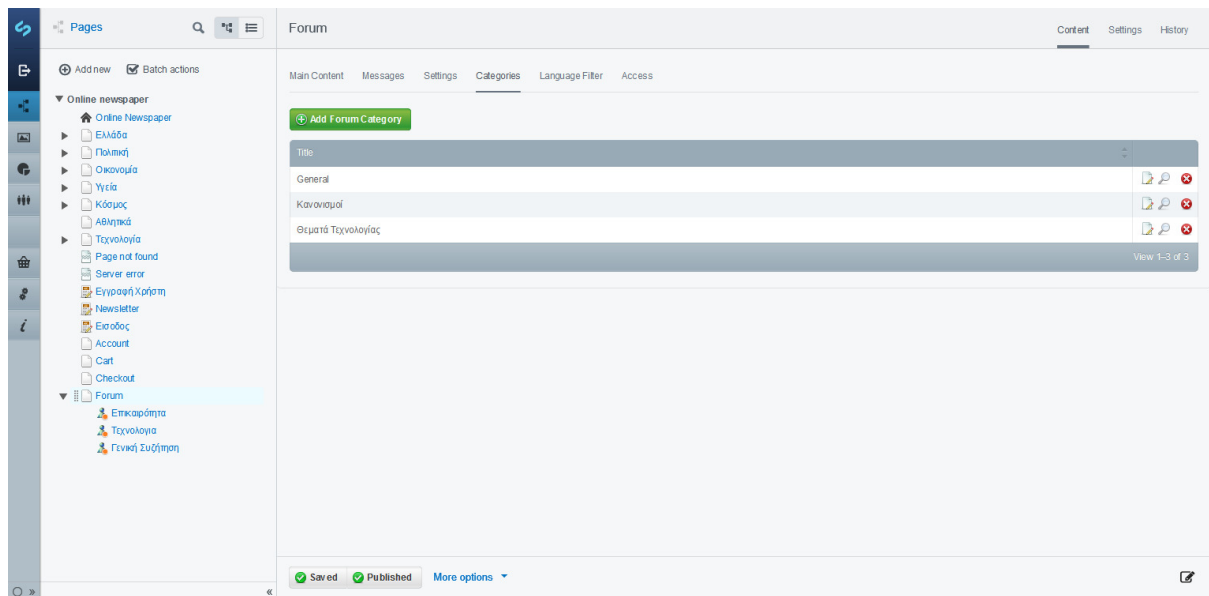 Pages
Add new Batch actions
Online newspaper
Online Newspaper
Ελλάδα
Πολιτική
Οικονομία
Υγεία
Κόσμος
Αθλητικά
Τεχνολογία
Page not found
Server error
Εγγραφή Χρήστη
Newsletter
Εισοδος
Account
Cart
Checkout
Forum
Επικαιρότητα
Τεχνολογια
Γενική Συζήτηση
Forum
Content Settings History
Main Content Messages Settings Categories Language Filter Access
Add Forum Category
Title
General
Κανονισμοί
Θεματά Τεχνολογίας
View 1–3 of 3
Saved Published More options